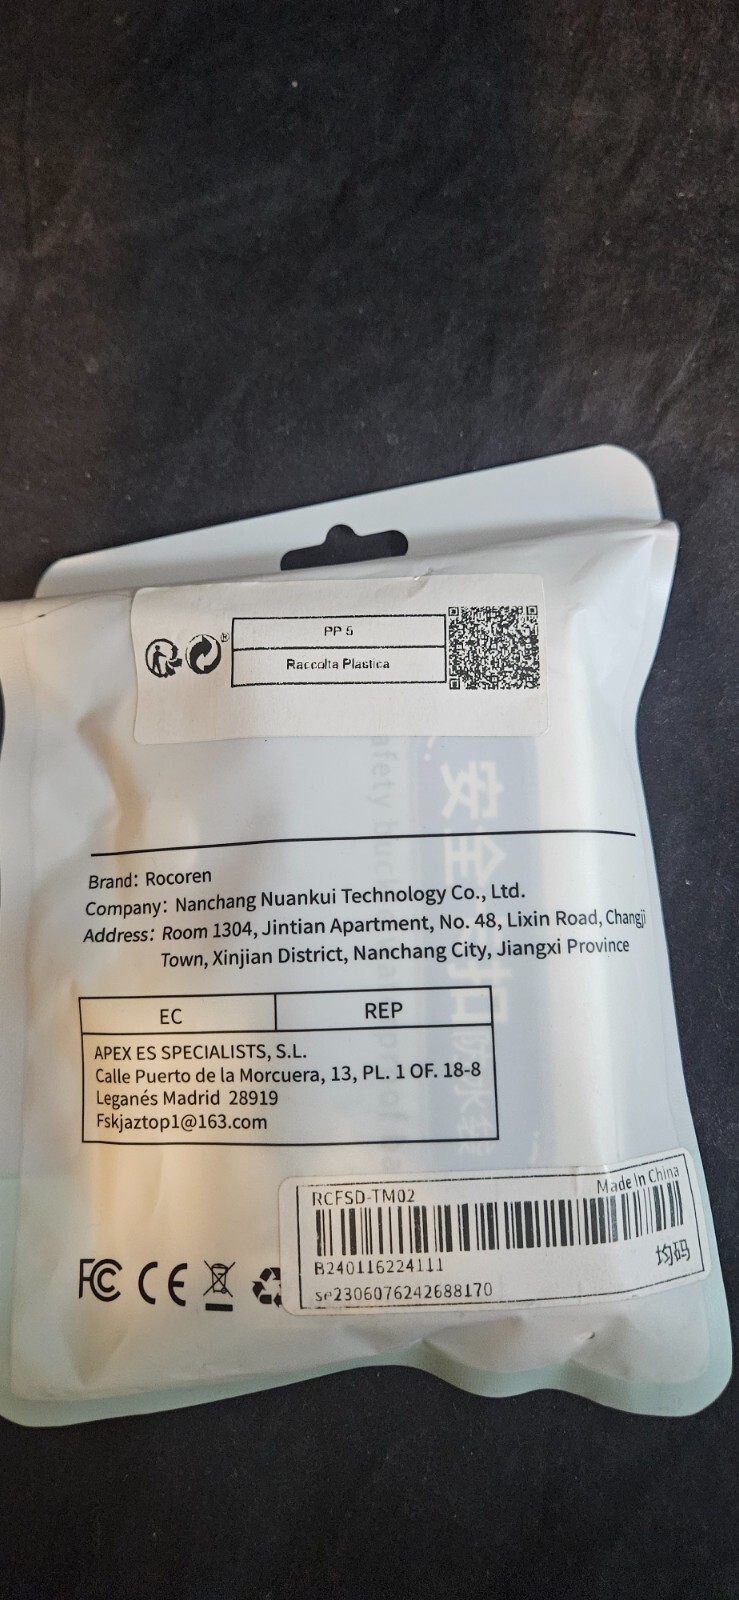 PP 5
Raccolta Plastica
安全扣
Brand: Rocoren
Company: Nanchang Nuankui Technology Co., Ltd.
Address: Room 1304, Jintian Apartment, No. 48, Lixin Road, Changji
Town, Xinjian District, Nanchang City, Jiangxi Province
EC REP
APEX ES SPECIALISTS, S.L.
Calle Puerto de la Morcuera, 13, PL. 1 OF. 18-8
Leganés Madrid 28919
Fskjaztop1@163.com
RCFSD-TM02 Made In China
B240116224111
均码
se2306076242688170
FC CE